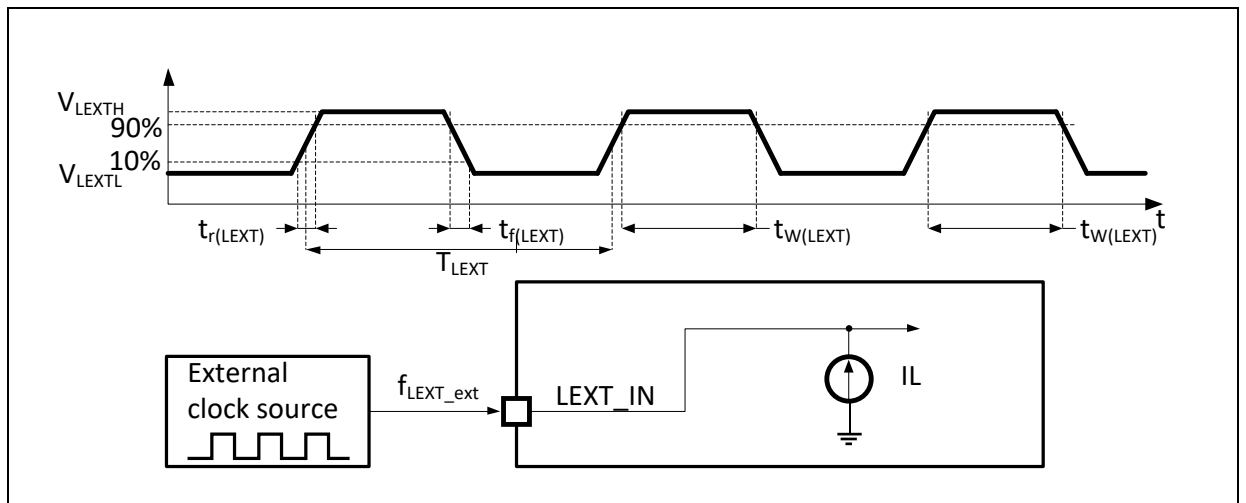 V_LEXTH
90%
10%
V_LEXTL
t
t_r(LEXT)
t_f(LEXT)
t_W(LEXT)
t_W(LEXT)
T_LEXT
External
clock source
f_LEXT_ext
LEXT_IN
IL